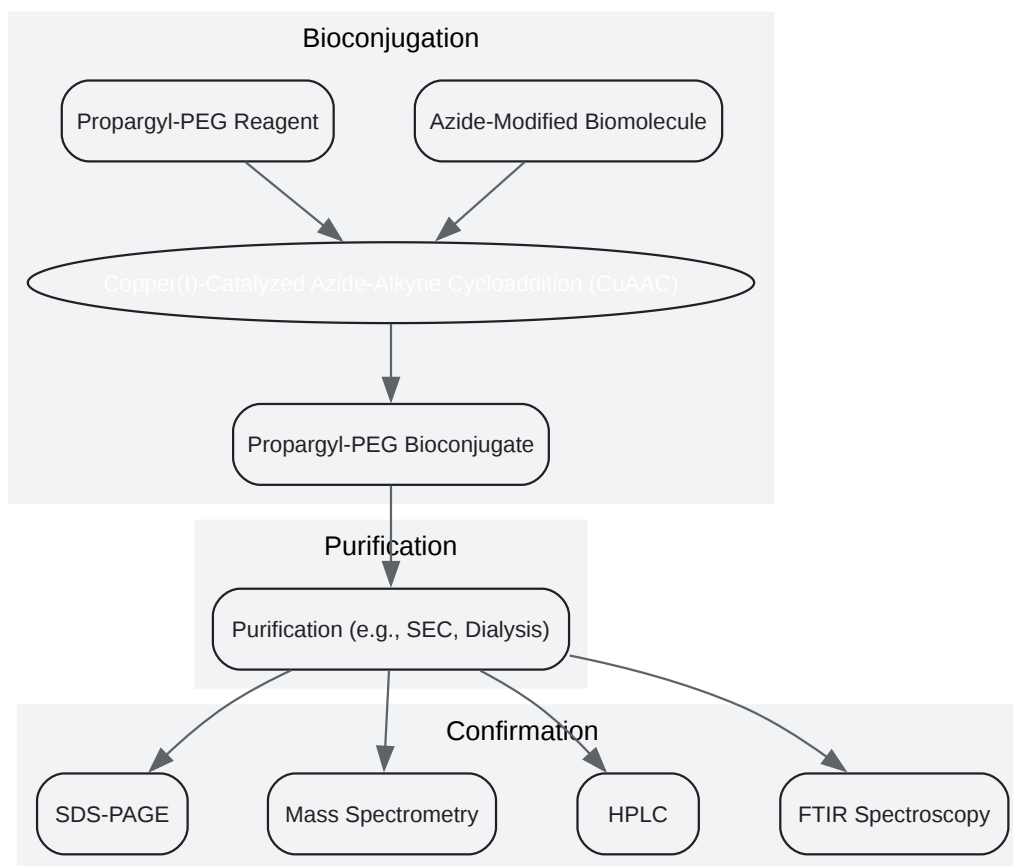 Bioconjugation
Propargyl-PEG Reagent
Azide-Modified Biomolecule
Copper(I)-Catalyzed Azide-Alkyne Cycloaddition (CuAAC)
Propargyl-PEG Bioconjugate
Purification
Purification (e.g., SEC, Dialysis)
Confirmation
SDS-PAGE
Mass Spectrometry
HPLC
FTIR Spectroscopy